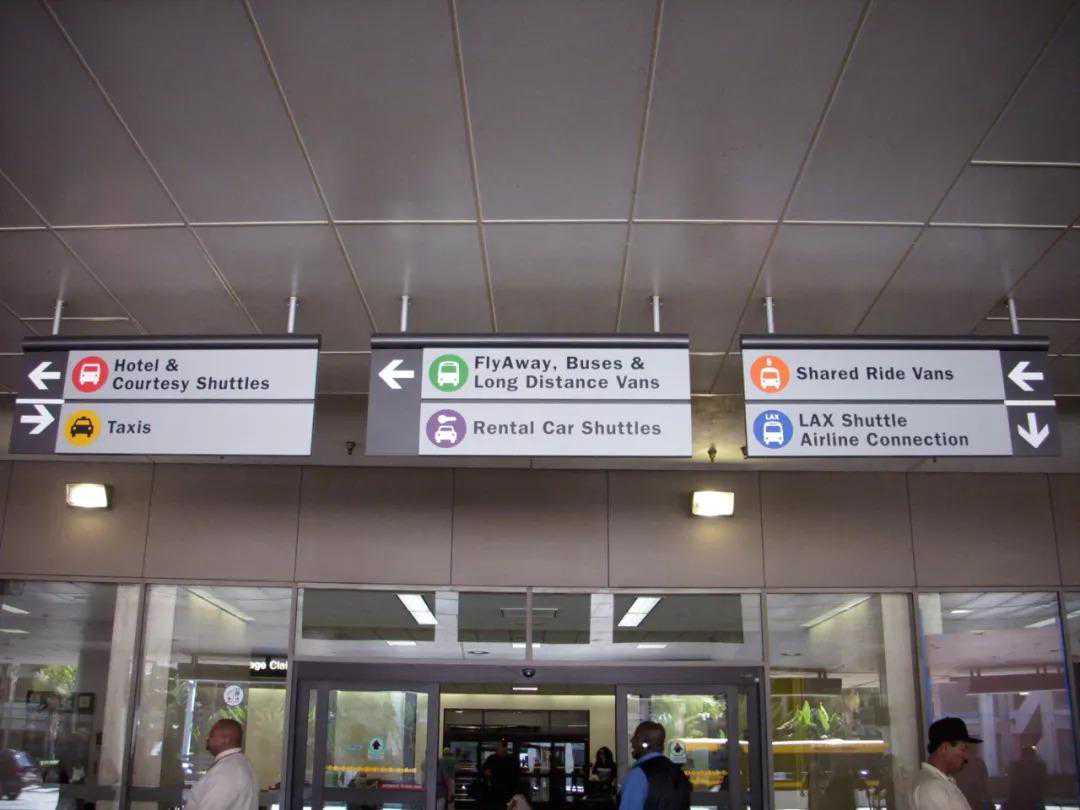 Hotel &
Courtesy Shuttles
Taxis
FlyAway, Buses &
Long Distance Vans
Rental Car Shuttles
Shared Ride Vans
LAX
LAX Shuttle
Airline Connection